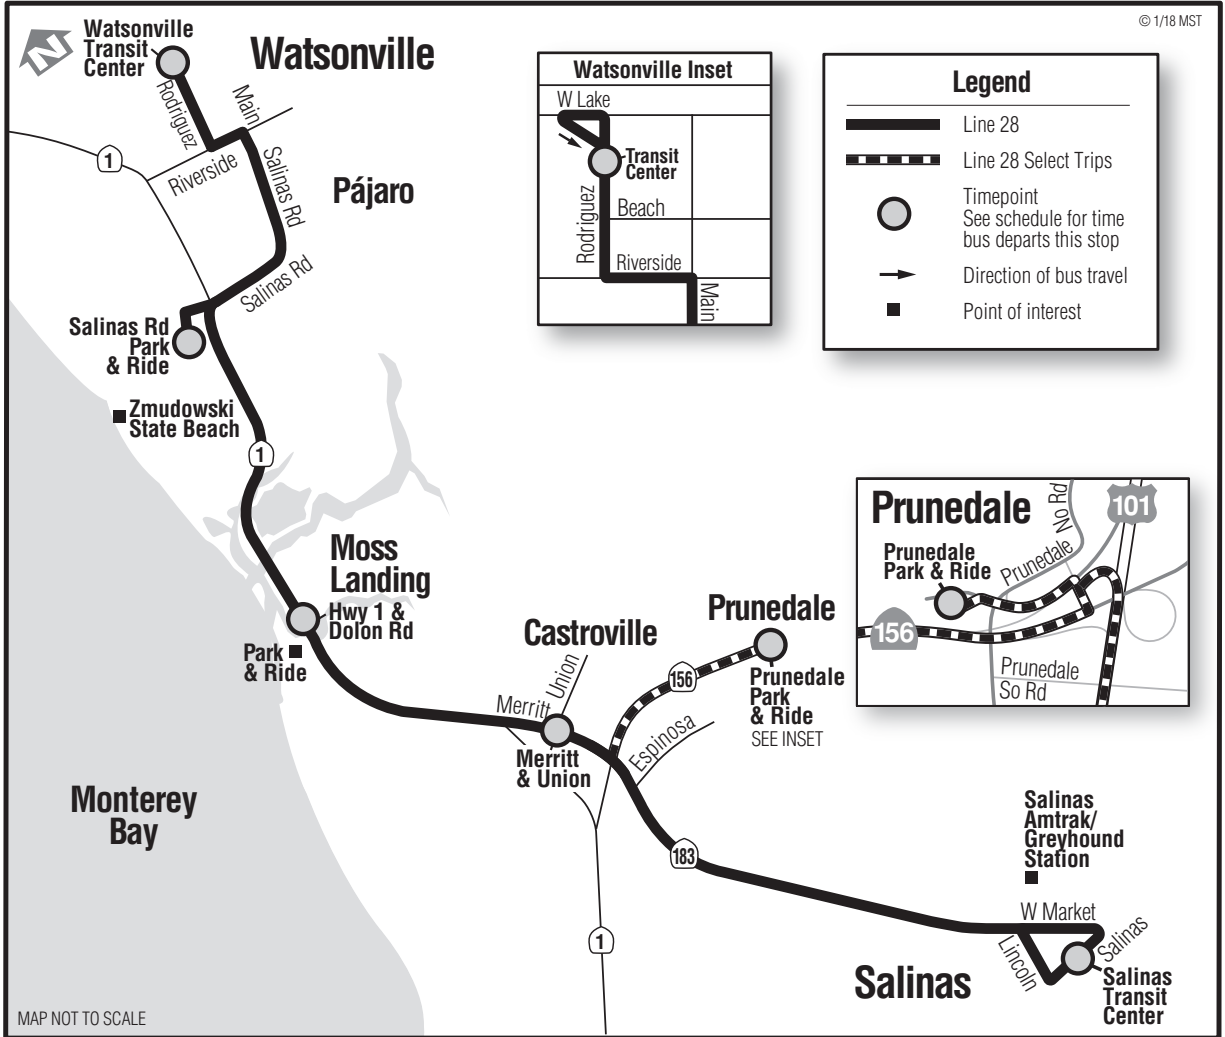 © 1/18 MST
N
Watsonville
Transit
Center
Watsonville
Rodriguez
Main
1
Riverside
Salinas Rd
Pájaro
Salinas Rd
Salinas Rd
Park
& Ride
Zmudowski
State Beach
1
Watsonville Inset
W Lake
Transit
Center
Rodriguez
Beach
Riverside
Main
Legend
Line 28
Line 28 Select Trips
Timepoint
See schedule for time
bus departs this stop
Direction of bus travel
Point of interest
Moss
Landing
Hwy 1 &
Dolon Rd
Park
& Ride
Castroville
Merritt
Union
Merritt
& Union
156
Espinosa
Prunedale
Prunedale
Park
& Ride
SEE INSET
Prunedale
Prunedale
Park & Ride
Prunedale
No Rd
101
156
Prunedale
So Rd
Monterey
Bay
183
1
Salinas
Amtrak/
Greyhound
Station
W Market
Lincoln
Salinas
Salinas
Salinas
Transit
Center
MAP NOT TO SCALE